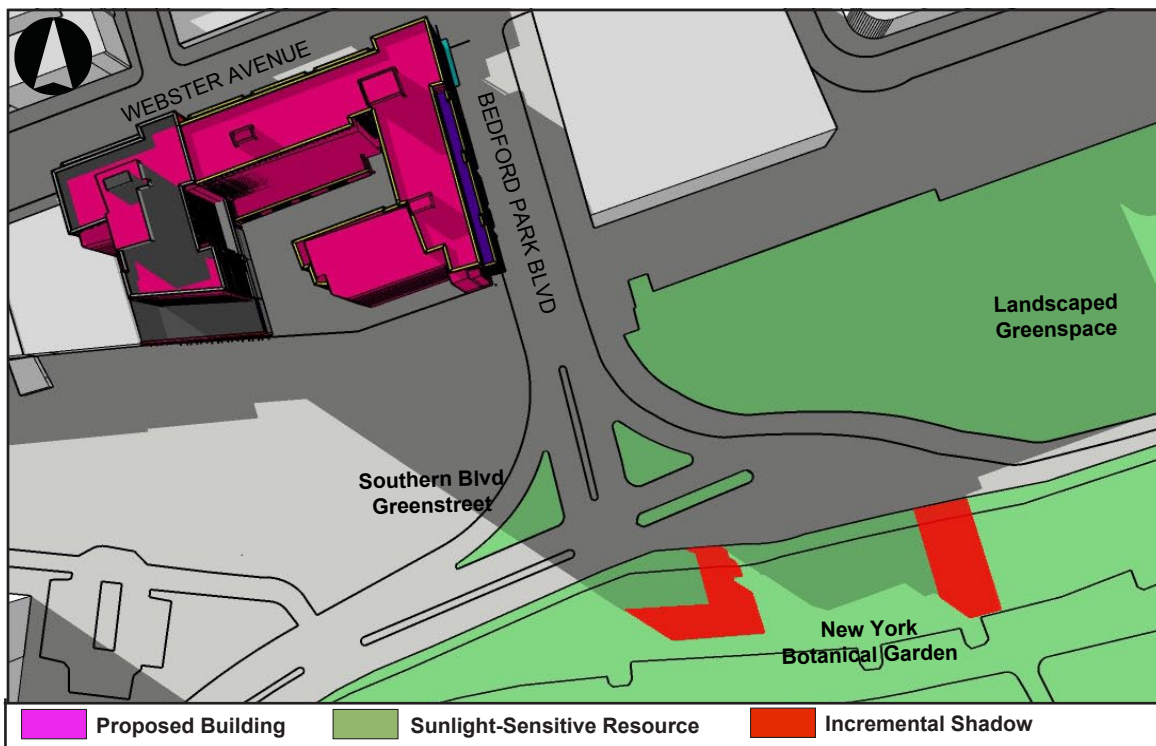 WEBSTER AVENUE
BEDFORD PARK BLVD
Landscaped
Greenspace
Southern Blvd
Greenstreet
New York
Botanical Garden
Proposed Building
Sunlight-Sensitive Resource
Incremental Shadow